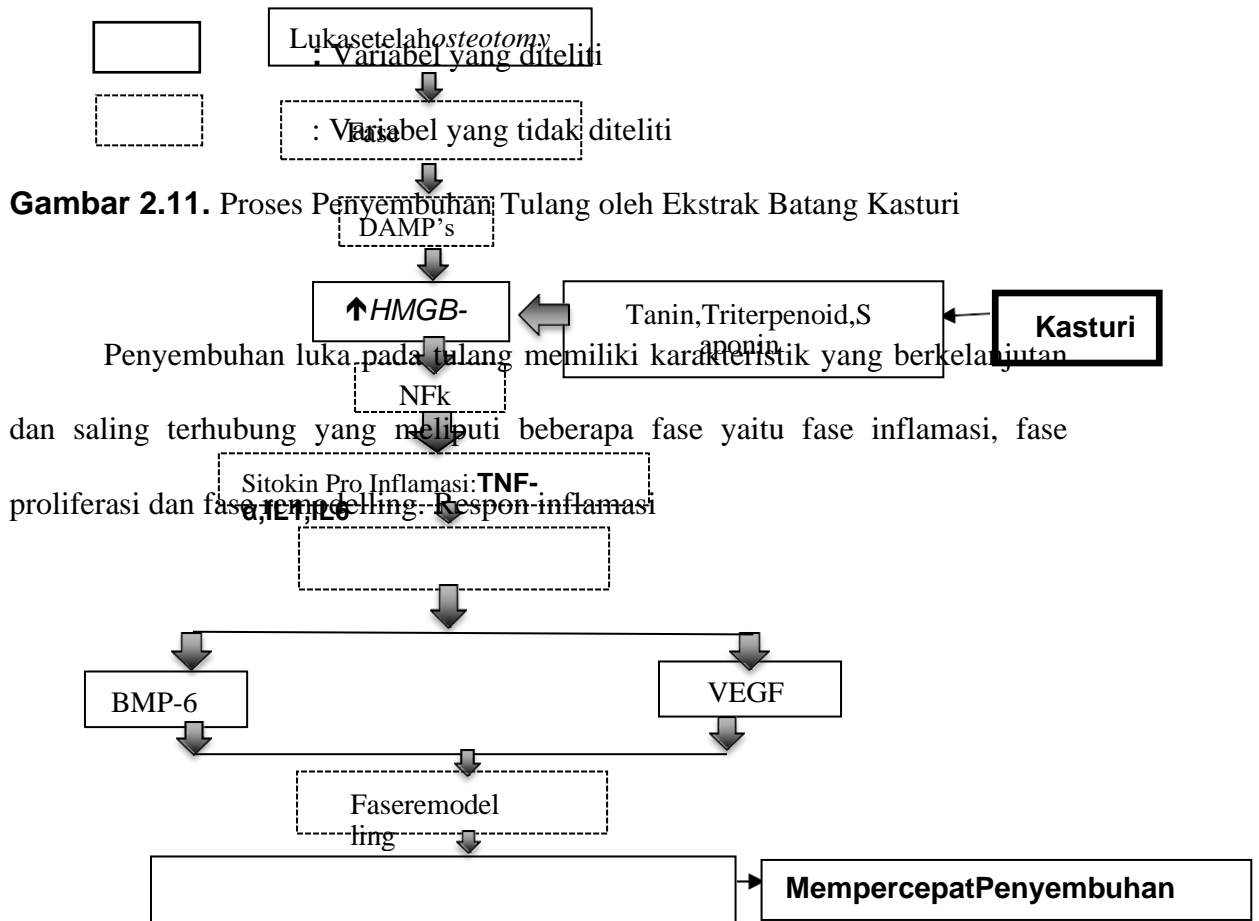 Lukasetelahosteotomy
: Variabel yang diteliti
Fase
: Variabel yang tidak diteliti
Gambar 2.11. Proses Penyembuhan Tulang oleh Ekstrak Batang Kasturi
DAMP's
↑HMGB-
Tanin,Triterpenoid,S
aponin
Kasturi
Penyembuhan luka pada tulang memiliki karakteristik yang berkelanjutan
NFk
dan saling terhubung yang meliputi beberapa fase yaitu fase inflamasi, fase
Sitokin Pro Inflamasi:TNF-
α,IL1,IL6
proliferasi dan fase remodelling. Respon inflamasi
BMP-6
VEGF
Faseremodel
ling
MempercepatPenyembuhan